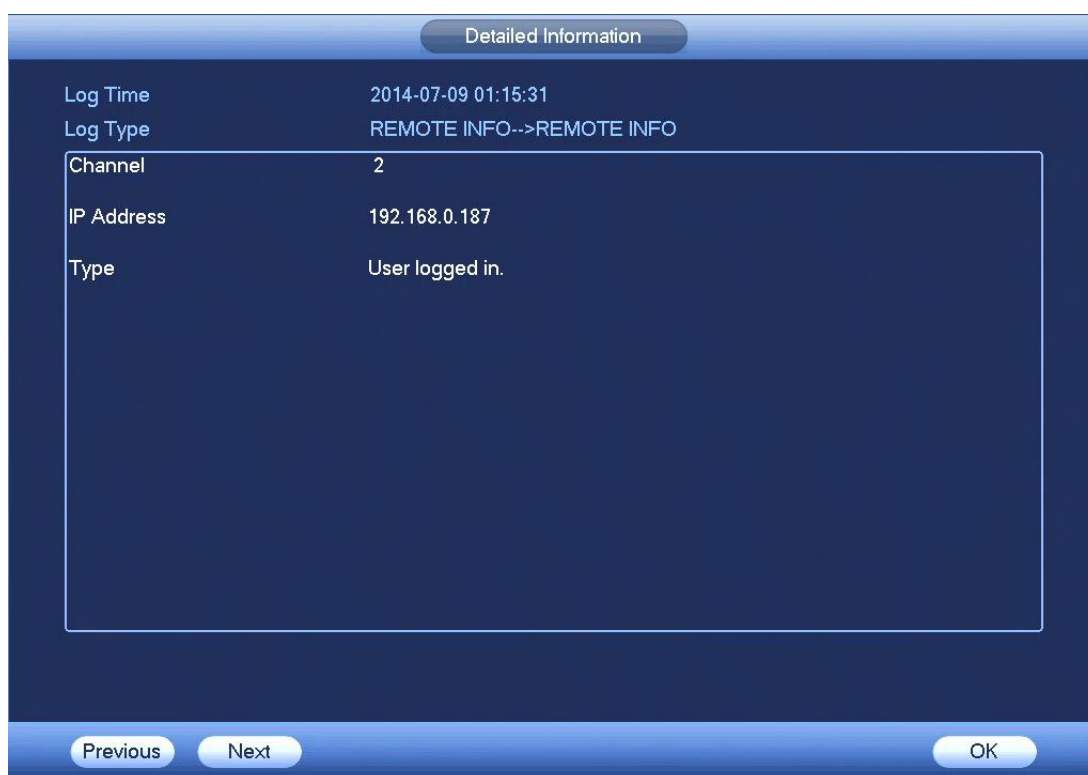 Detailed Information
Log Time 2014-07-09 01:15:31
Log Type REMOTE INFO-->REMOTE INFO
Channel 2
IP Address 192.168.0.187
Type User logged in.
Previous Next OK